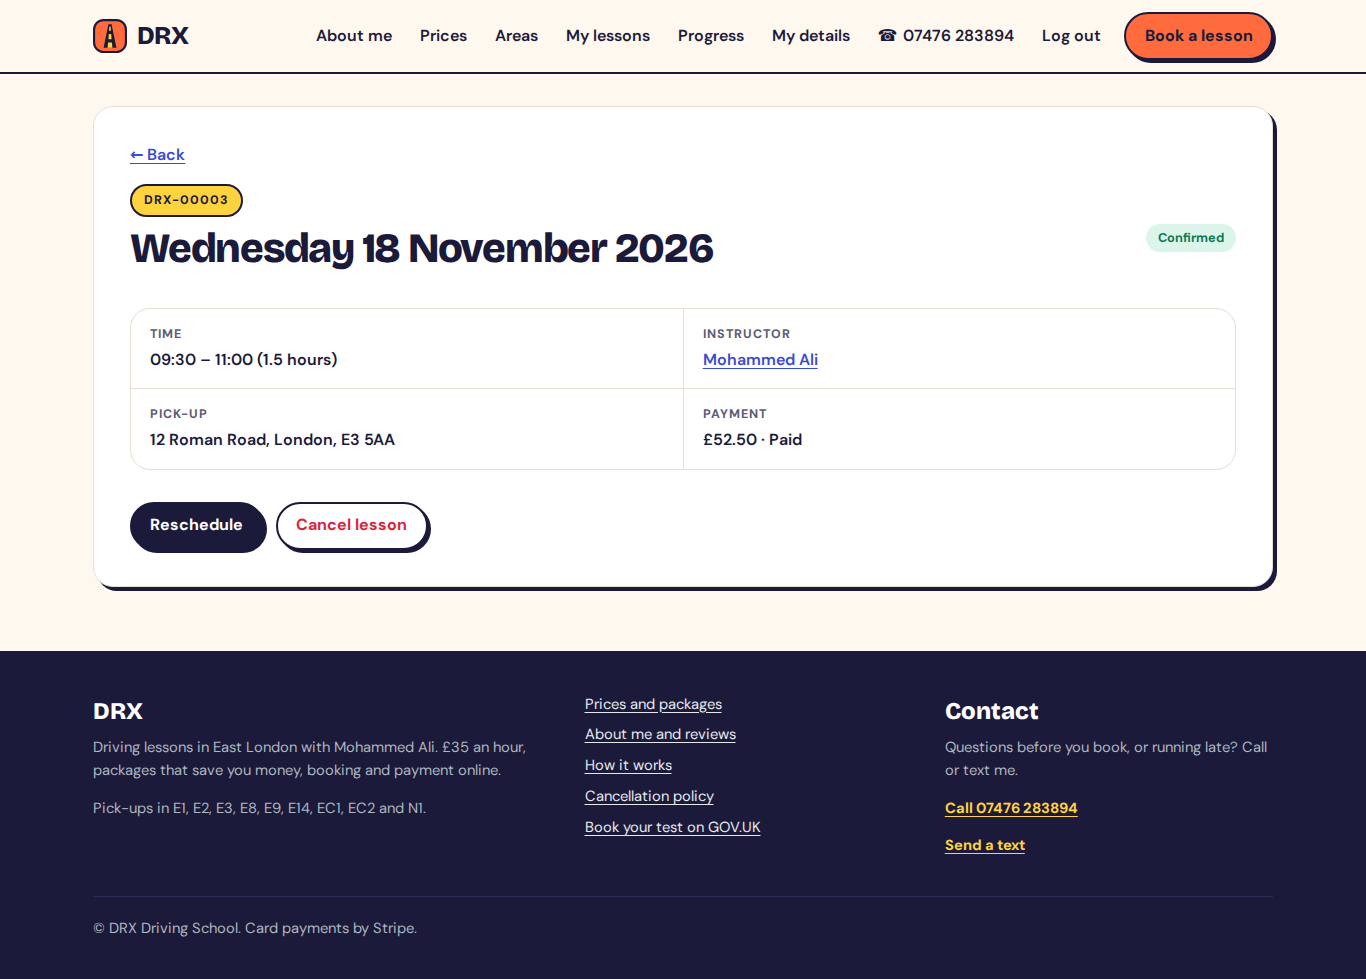 DRX
About me
Prices
Areas
My lessons
Progress
My details
☎ 07476 283894
Log out
Book a lesson
← Back
DRX-00003
Wednesday 18 November 2026
Confirmed
TIME
09:30 – 11:00 (1.5 hours)
INSTRUCTOR
Mohammed Ali
PICK-UP
12 Roman Road, London, E3 5AA
PAYMENT
£52.50 · Paid
Reschedule
Cancel lesson
DRX
Driving lessons in East London with Mohammed Ali. £35 an hour,
packages that save you money, booking and payment online.
Pick-ups in E1, E2, E3, E8, E9, E14, EC1, EC2 and N1.
Prices and packages
About me and reviews
How it works
Cancellation policy
Book your test on GOV.UK
Contact
Questions before you book, or running late? Call
or text me.
Call 07476 283894
Send a text
© DRX Driving School. Card payments by Stripe.